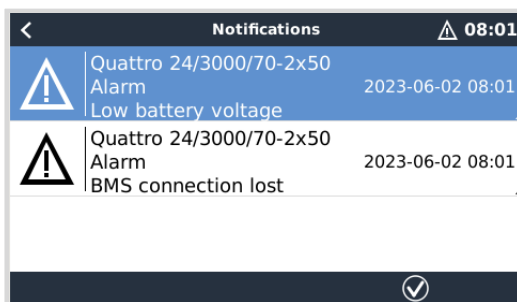 Notifications 08:01
Quattro 24/3000/70-2x50
Alarm 2023-06-02 08:01
Low battery voltage
Quattro 24/3000/70-2x50
Alarm 2023-06-02 08:01
BMS connection lost